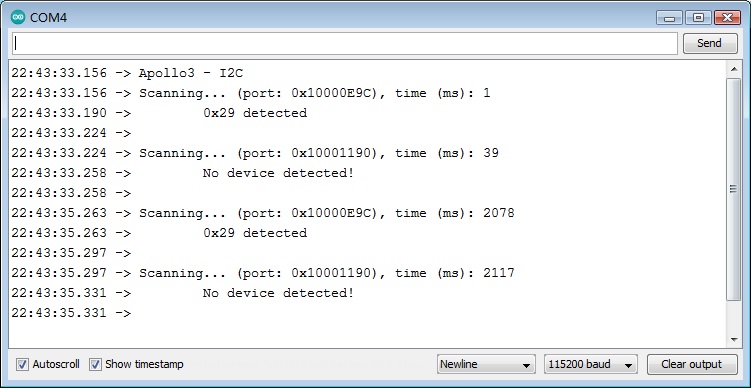 COM4
Send
22:43:33.156 -> Apollo3 - I2C
22:43:33.156 -> Scanning... (port: 0x10000E9C), time (ms): 1
22:43:33.190 ->         0x29 detected
22:43:33.224 ->
22:43:33.224 -> Scanning... (port: 0x10001190), time (ms): 39
22:43:33.258 ->         No device detected!
22:43:33.258 ->
22:43:35.263 -> Scanning... (port: 0x10000E9C), time (ms): 2078
22:43:35.263 ->         0x29 detected
22:43:35.297 ->
22:43:35.297 -> Scanning... (port: 0x10001190), time (ms): 2117
22:43:35.331 ->         No device detected!
22:43:35.331 ->
Autoscroll Show timestamp Newline 115200 baud Clear output